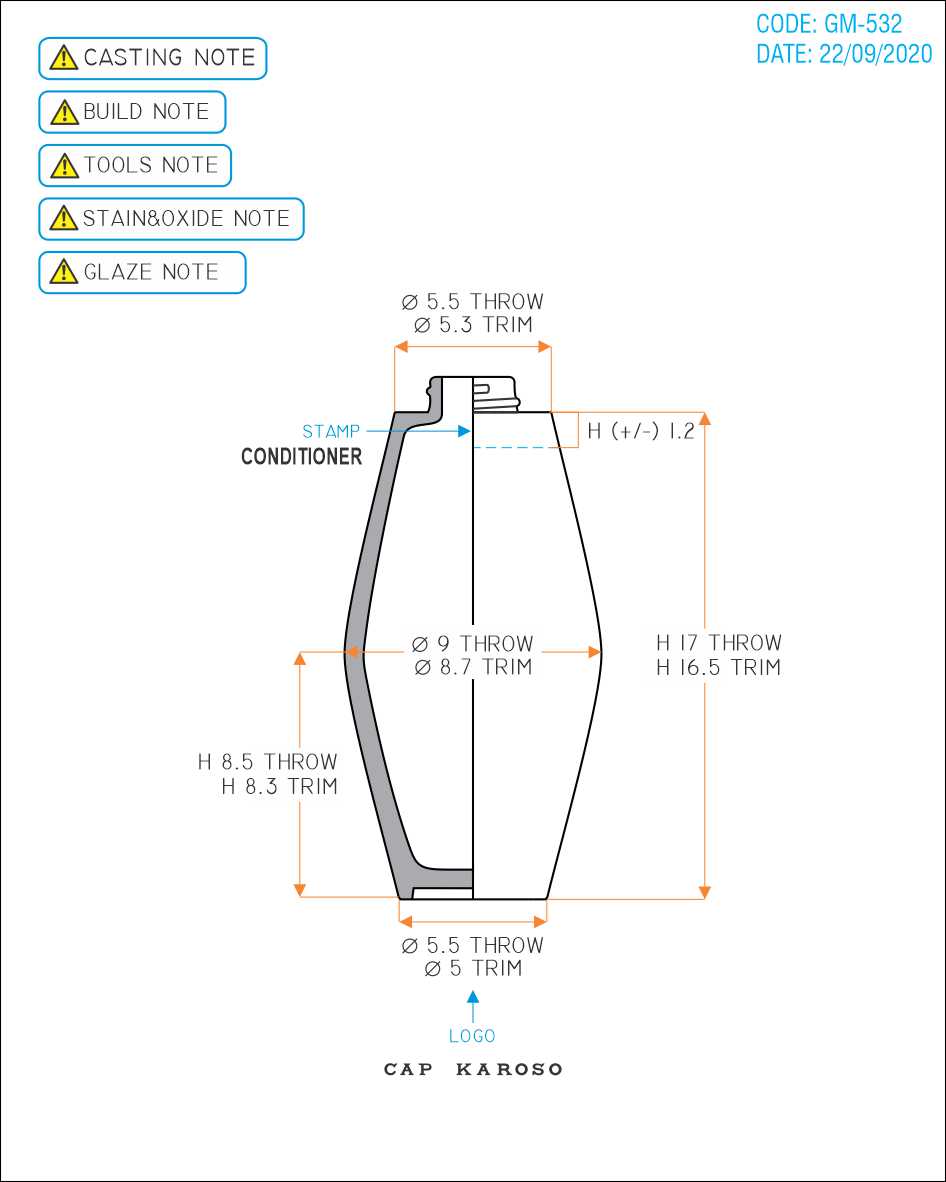 CODE: GM-532
DATE: 22/09/2020
CASTING NOTE
BUILD NOTE
TOOLS NOTE
STAIN&OXIDE NOTE
GLAZE NOTE
Ø 5.5 THROW
Ø 5.3 TRIM
STAMP
CONDITIONER
H (+/-) 1.2
Ø 9 THROW
Ø 8.7 TRIM
H 17 THROW
H 16.5 TRIM
H 8.5 THROW
H 8.3 TRIM
Ø 5.5 THROW
Ø 5 TRIM
LOGO
CAP KAROSO